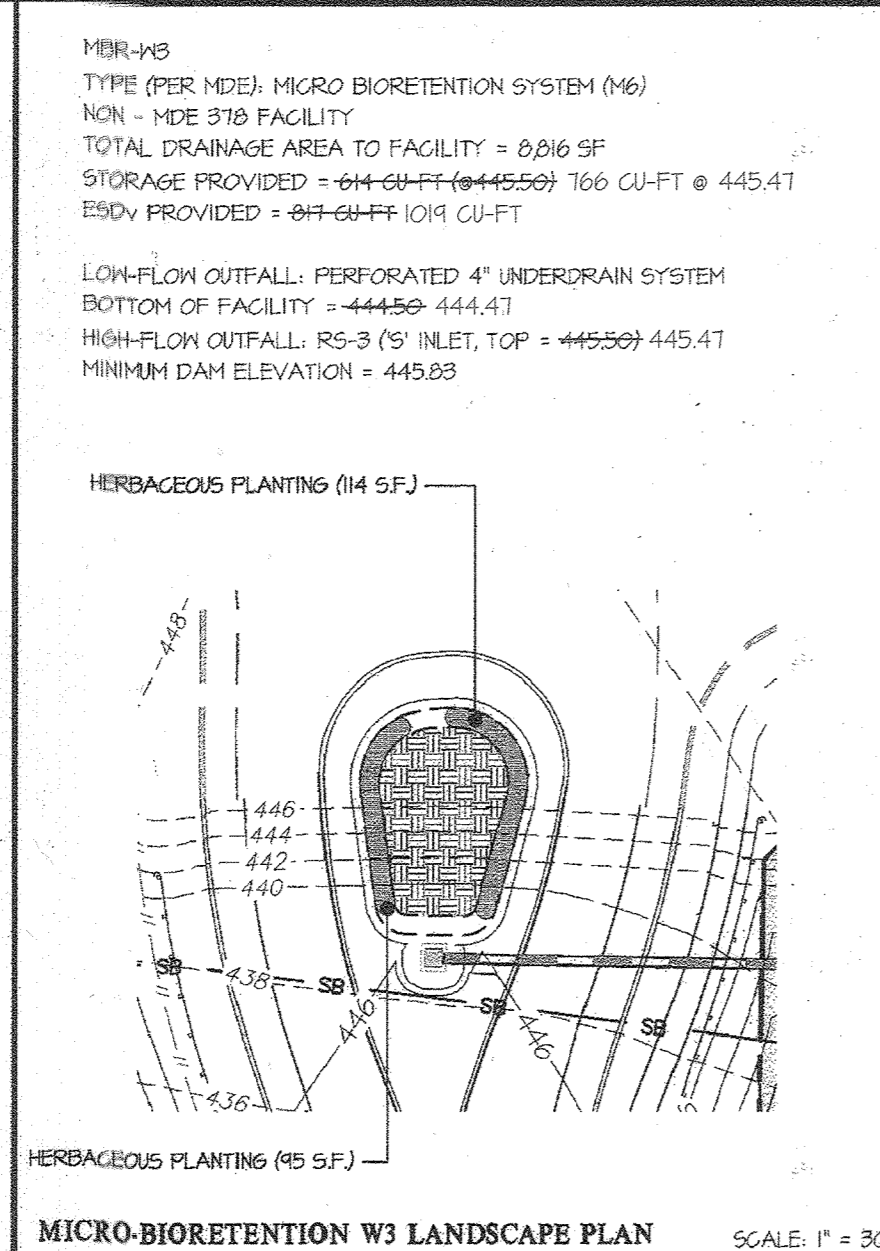 MBR-W3
TYPE (PER MDE): MICRO BIORETENTION SYSTEM (M6)
NON - MDE 378 FACILITY
TOTAL DRAINAGE AREA TO FACILITY = 8,816 SF
STORAGE PROVIDED = 614 CU-FT (@445.50) 766 CU-FT @ 445.47
ESDv PROVIDED = 817 CU-FT 1019 CU-FT
LOW-FLOW OUTFALL: PERFORATED 4" UNDERDRAIN SYSTEM
BOTTOM OF FACILITY = 444.50 444.47
HIGH-FLOW OUTFALL: RS-3 ('S' INLET, TOP = 445.50) 445.47
MINIMUM DAM ELEVATION = 445.83
HERBACEOUS PLANTING (114 S.F.)
448
446
444
442
440
SB 438 SB SB SB
446 446
436
HERBACEOUS PLANTING (95 S.F.)
MICRO-BIORETENTION W3 LANDSCAPE PLAN
SCALE: 1" = 30